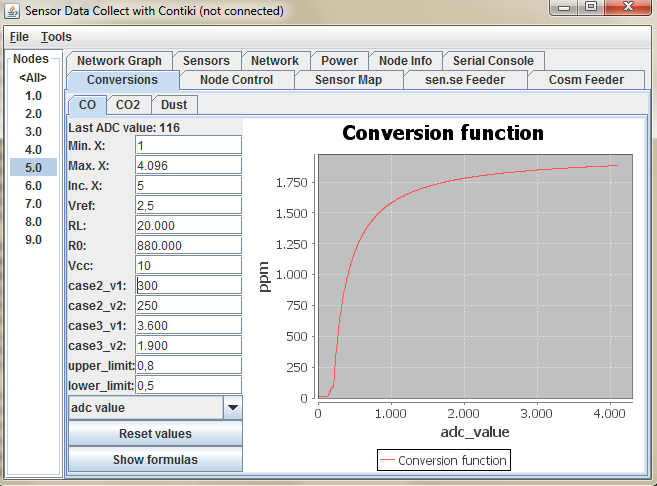 Sensor Data Collect with Contiki (not connected)
File Tools
Nodes
<All>
1.0
2.0
3.0
4.0
5.0
6.0
7.0
8.0
9.0
Network Graph Sensors Network Power Node Info Serial Console
Conversions Node Control Sensor Map sen.se Feeder Cosm Feeder
CO CO2 Dust
Last ADC value: 116
Min. X: 1
Max. X: 4.096
Inc. X: 5
Vref: 2,5
RL: 20.000
R0: 880.000
Vcc: 10
case2_v1: 300
case2_v2: 250
case3_v1: 3.600
case3_v2: 1.900
upper_limit: 0,8
lower_limit: 0,5
adc value
Reset values
Show formulas
Conversion function
ppm
1.750
1.500
1.250
1.000
750
500
250
0
0 1.000 2.000 3.000 4.000
adc_value
Conversion function